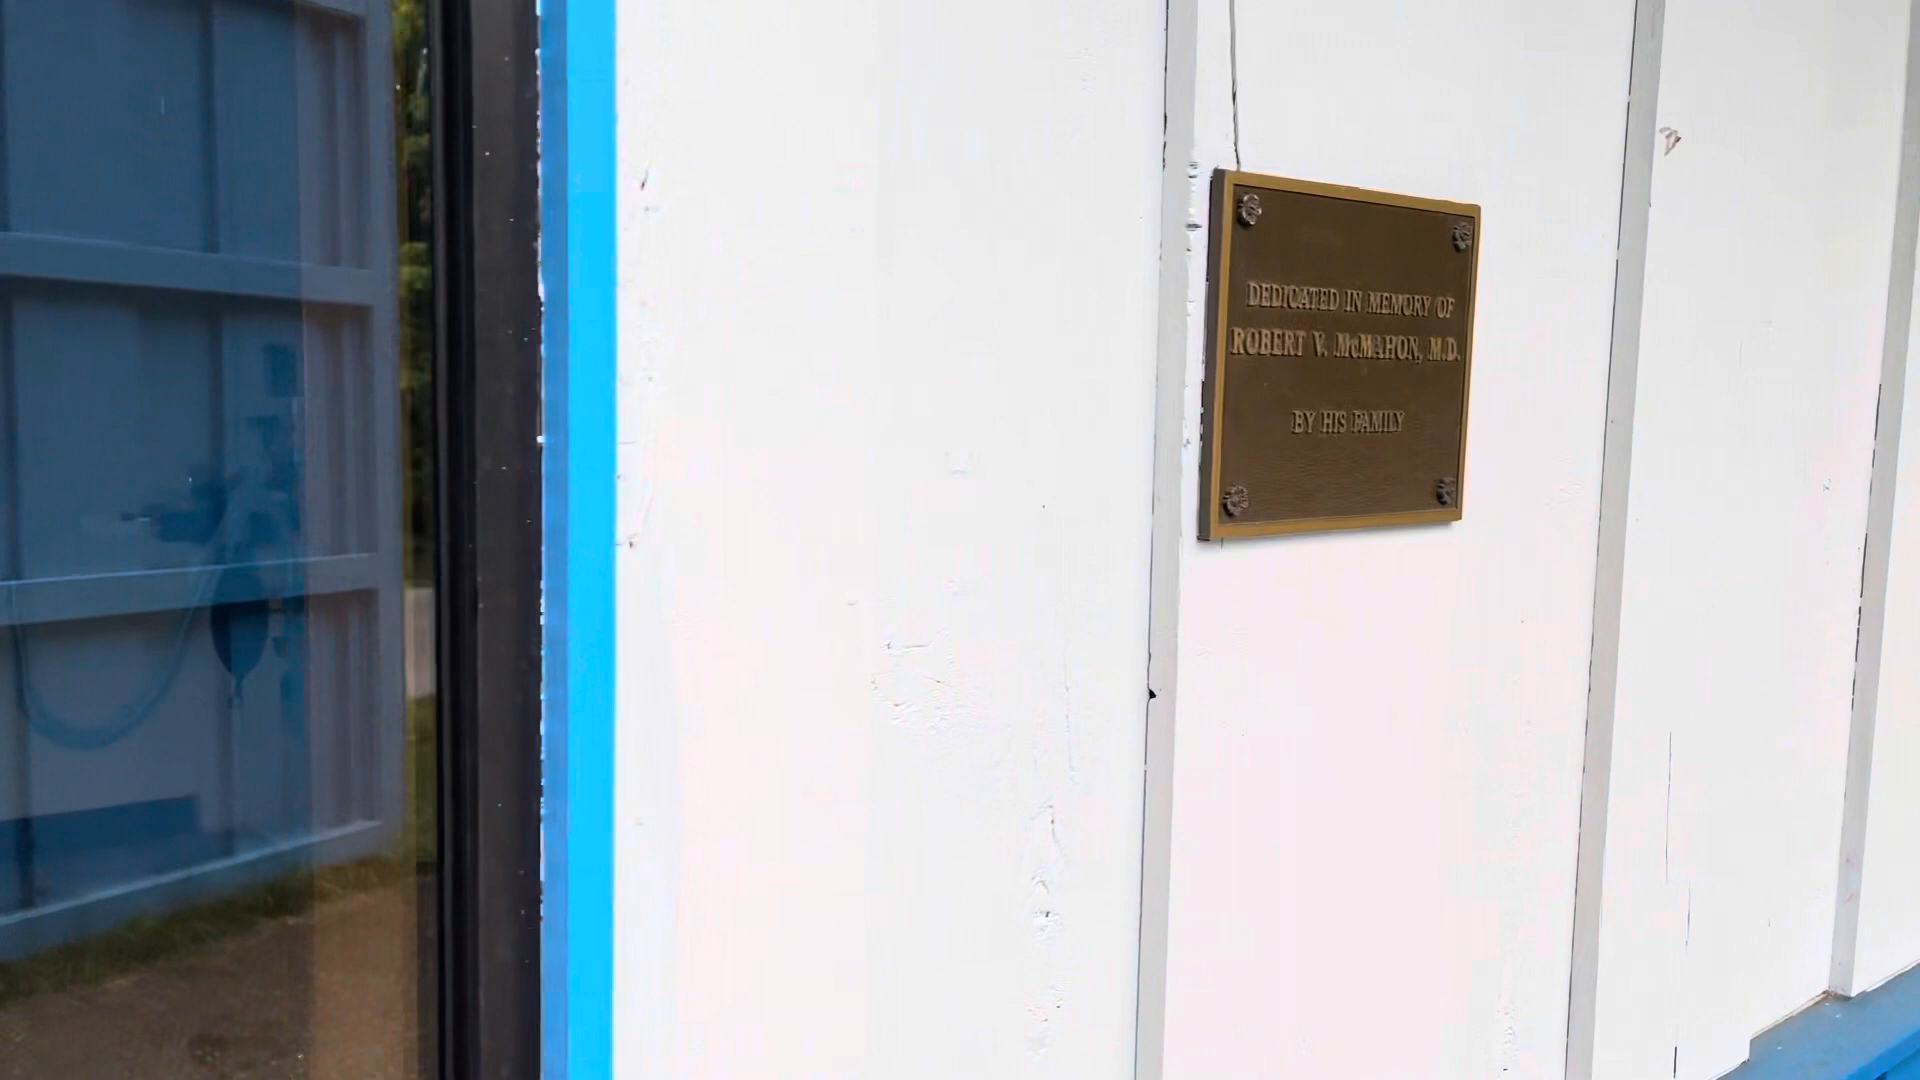 DEDICATED IN MEMORY OF
ROBERT V. McMAHON, M.D.
BY HIS FAMILY